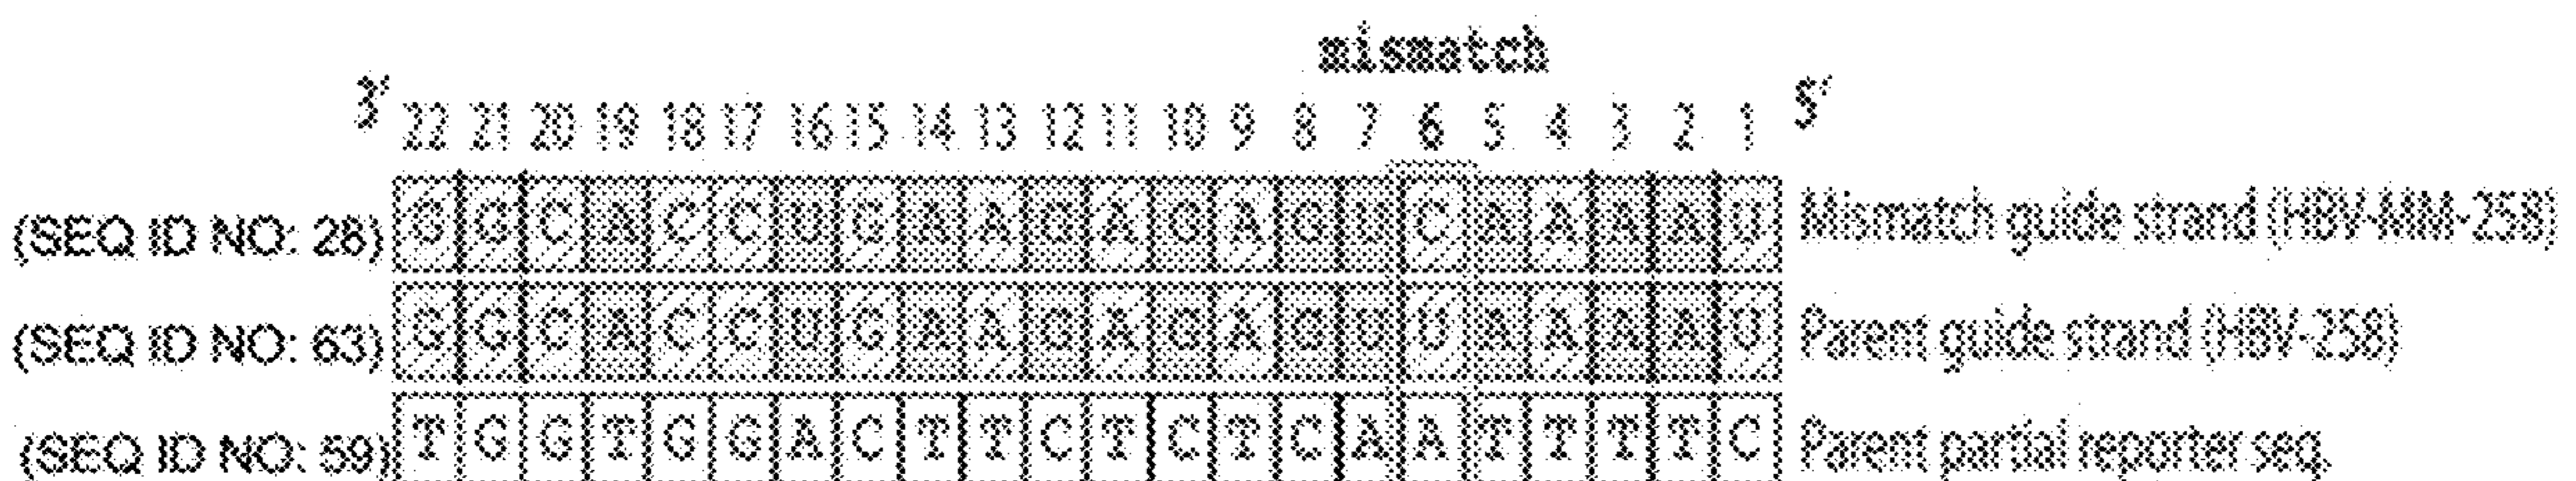 mismatch
3' 22 21 20 19 18 17 16 15 14 13 12 11 10 9 8 7 6 5 4 3 2 1 5'
(SEQ ID NO: 28) G G C A C C U G A A G A G A G U C A A A A U Mismatch guide strand (HBV-MM-258)
(SEQ ID NO: 63) G G C A C C U G A A G A G A G U U A A A A U Parent guide strand (HBV-258)
(SEQ ID NO: 59) T G G T G G A C T T C T C T C A A T T T T C Parent partial reporter seq.